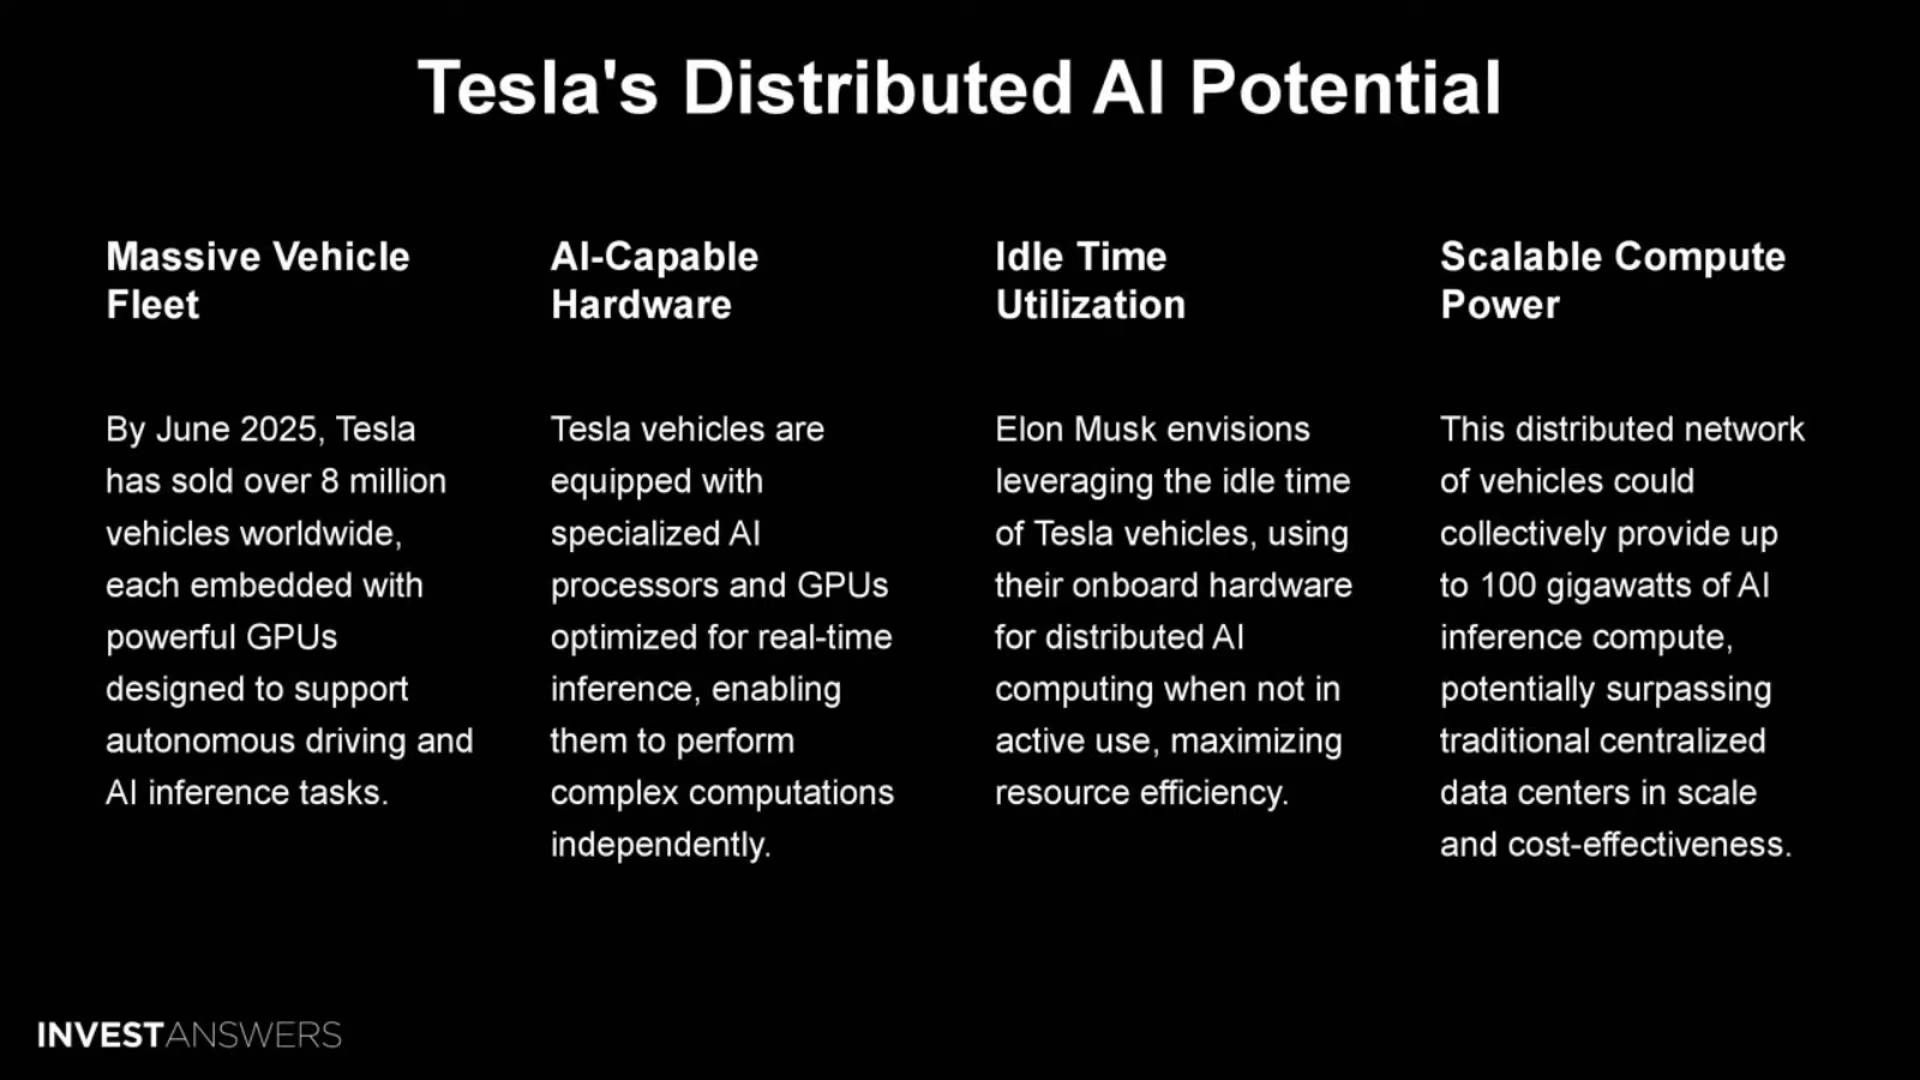 Tesla's Distributed AI Potential
Massive Vehicle
Fleet
By June 2025, Tesla
has sold over 8 million
vehicles worldwide,
each embedded with
powerful GPUs
designed to support
autonomous driving and
AI inference tasks.
AI-Capable
Hardware
Tesla vehicles are
equipped with
specialized AI
processors and GPUs
optimized for real-time
inference, enabling
them to perform
complex computations
independently.
Idle Time
Utilization
Elon Musk envisions
leveraging the idle time
of Tesla vehicles, using
their onboard hardware
for distributed AI
computing when not in
active use, maximizing
resource efficiency.
Scalable Compute
Power
This distributed network
of vehicles could
collectively provide up
to 100 gigawatts of AI
inference compute,
potentially surpassing
traditional centralized
data centers in scale
and cost-effectiveness.
INVESTANSWERS